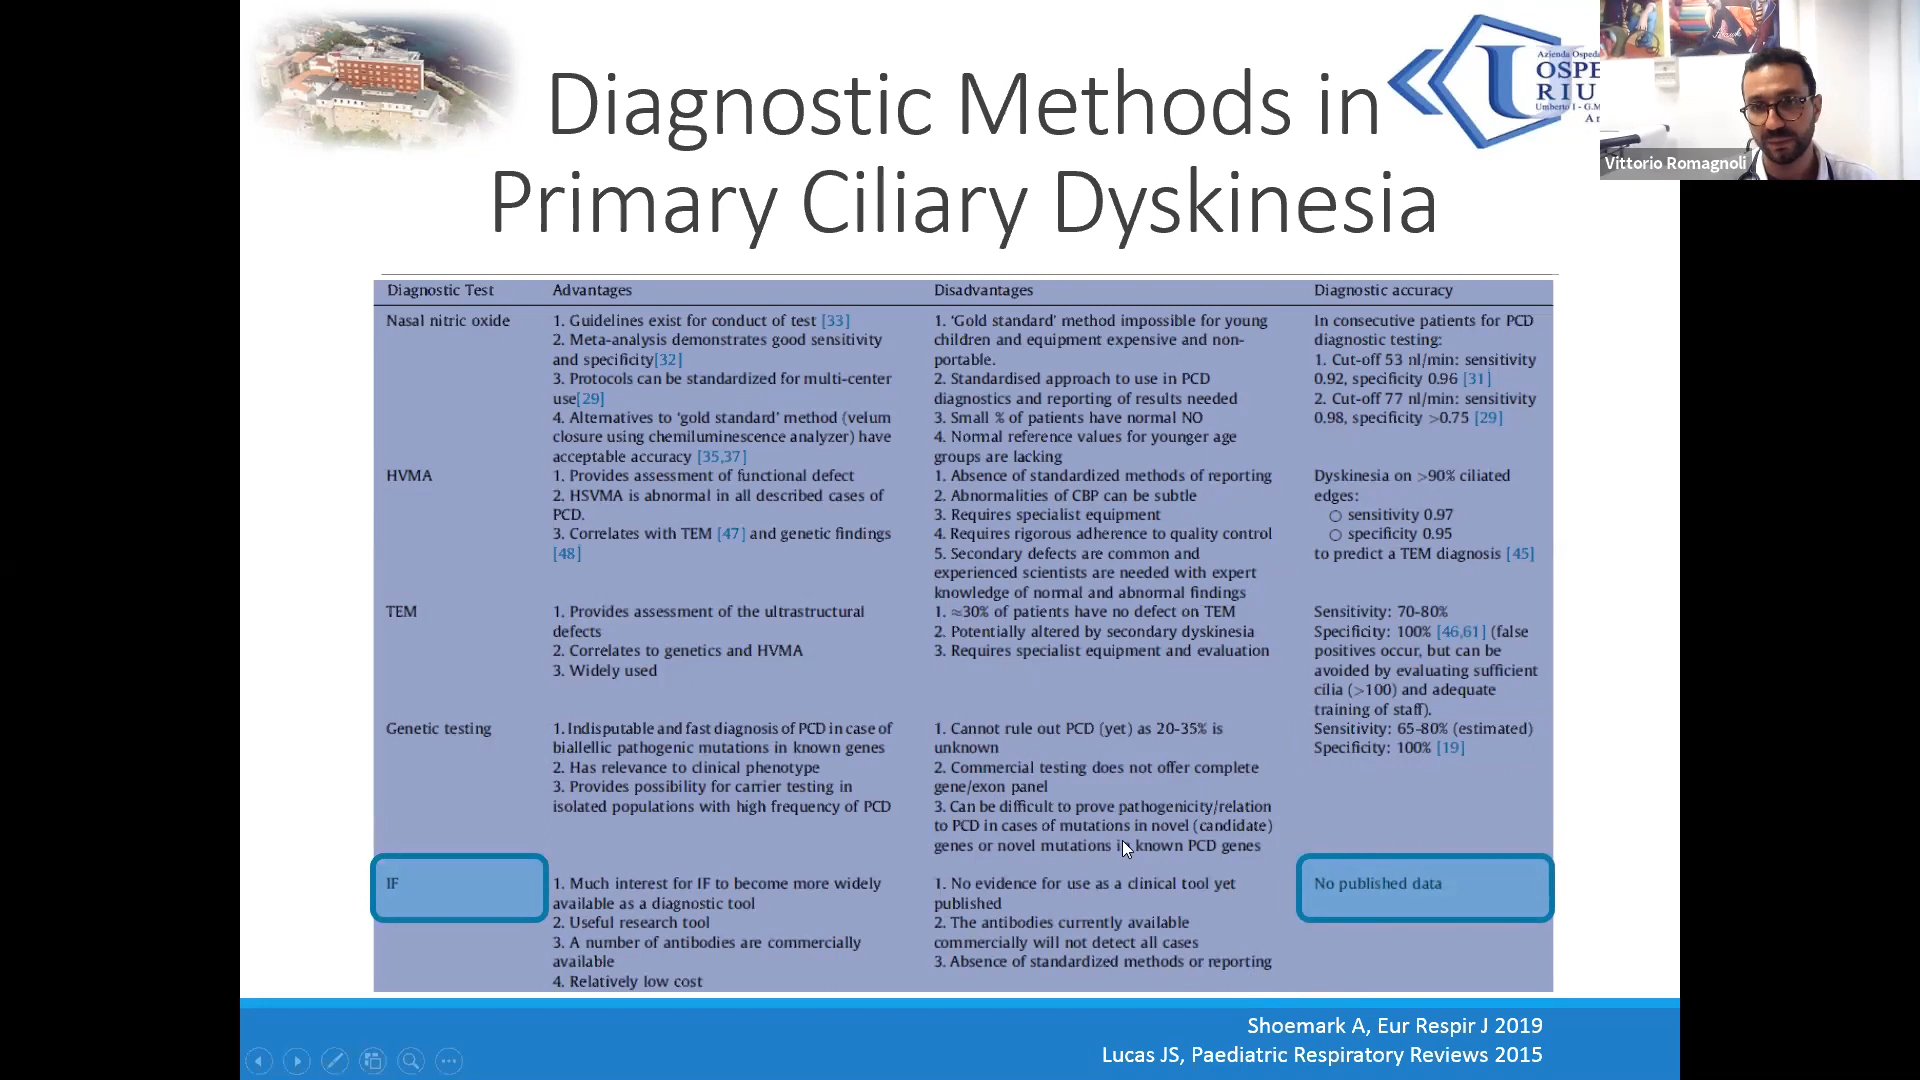 Diagnostic Methods in
Primary Ciliary Dyskinesia
Azienda Ospeda
OSPE
RIU
Umberto I - G.M
An
Vittorio Romagnoli
Diagnostic Test Advantages Disadvantages Diagnostic accuracy
Nasal nitric oxide
1. Guidelines exist for conduct of test [33]
2. Meta-analysis demonstrates good sensitivity
and specificity[32]
3. Protocols can be standardized for multi-center
use[29]
4. Alternatives to ‘gold standard’ method (velum
closure using chemiluminescence analyzer) have
acceptable accuracy [35,37]
1. ‘Gold standard’ method impossible for young
children and equipment expensive and non-
portable.
2. Standardised approach to use in PCD
diagnostics and reporting of results needed
3. Small % of patients have normal NO
4. Normal reference values for younger age
groups are lacking
In consecutive patients for PCD
diagnostic testing:
1. Cut-off 53 nl/min: sensitivity
0.92, specificity 0.96 [31]
2. Cut-off 77 nl/min: sensitivity
0.98, specificity >0.75 [29]
HVMA
1. Provides assessment of functional defect
2. HSVMA is abnormal in all described cases of
PCD.
3. Correlates with TEM [47] and genetic findings
[48]
1. Absence of standardized methods of reporting
2. Abnormalities of CBP can be subtle
3. Requires specialist equipment
4. Requires rigorous adherence to quality control
5. Secondary defects are common and
experienced scientists are needed with expert
knowledge of normal and abnormal findings
Dyskinesia on >90% ciliated
edges:
○ sensitivity 0.97
○ specificity 0.95
to predict a TEM diagnosis [45]
TEM
1. Provides assessment of the ultrastructural
defects
2. Correlates to genetics and HVMA
3. Widely used
1. ≈30% of patients have no defect on TEM
2. Potentially altered by secondary dyskinesia
3. Requires specialist equipment and evaluation
Sensitivity: 70-80%
Specificity: 100% [46,61] (false
positives occur, but can be
avoided by evaluating sufficient
cilia (>100) and adequate
training of staff).
Genetic testing
1. Indisputable and fast diagnosis of PCD in case of
biallellic pathogenic mutations in known genes
2. Has relevance to clinical phenotype
3. Provides possibility for carrier testing in
isolated populations with high frequency of PCD
1. Cannot rule out PCD (yet) as 20-35% is
unknown
2. Commercial testing does not offer complete
gene/exon panel
3. Can be difficult to prove pathogenicity/relation
to PCD in cases of mutations in novel (candidate)
genes or novel mutations in known PCD genes
Sensitivity: 65-80% (estimated)
Specificity: 100% [19]
IF
1. Much interest for IF to become more widely
available as a diagnostic tool
2. Useful research tool
3. A number of antibodies are commercially
available
4. Relatively low cost
1. No evidence for use as a clinical tool yet
published
2. The antibodies currently available
commercially will not detect all cases
3. Absence of standardized methods or reporting
No published data
Shoemark A, Eur Respir J 2019
Lucas JS, Paediatric Respiratory Reviews 2015